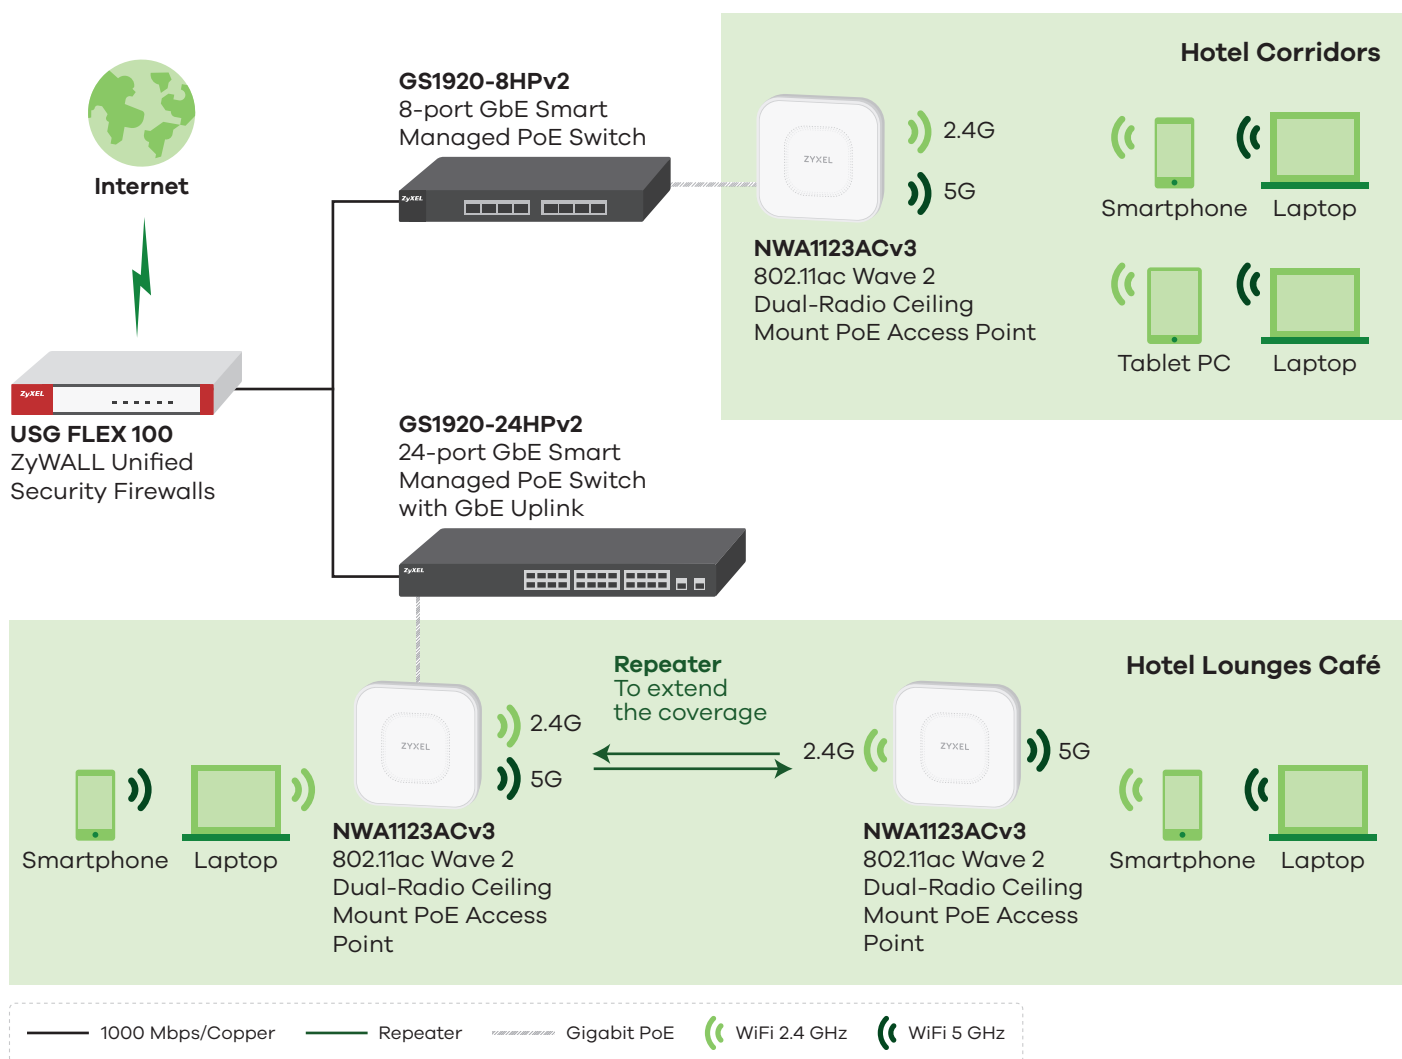 Hotel Corridors
Internet
GS1920-8HPv2
8-port GbE Smart
Managed PoE Switch
ZyXEL
ZYXEL
2.4G
5G
NWA1123ACv3
802.11ac Wave 2
Dual-Radio Ceiling
Mount PoE Access Point
Smartphone
Laptop
Tablet PC
Laptop
ZyXEL
USG FLEX 100
ZyWALL Unified
Security Firewalls
GS1920-24HPv2
24-port GbE Smart
Managed PoE Switch
with GbE Uplink
ZyXEL
Hotel Lounges Café
Smartphone
Laptop
ZYXEL
2.4G
5G
NWA1123ACv3
802.11ac Wave 2
Dual-Radio Ceiling
Mount PoE Access
Point
Repeater
To extend
the coverage
2.4G
ZYXEL
5G
NWA1123ACv3
802.11ac Wave 2
Dual-Radio Ceiling
Mount PoE Access
Point
Smartphone
Laptop
1000 Mbps/Copper
Repeater
Gigabit PoE
WiFi 2.4 GHz
WiFi 5 GHz